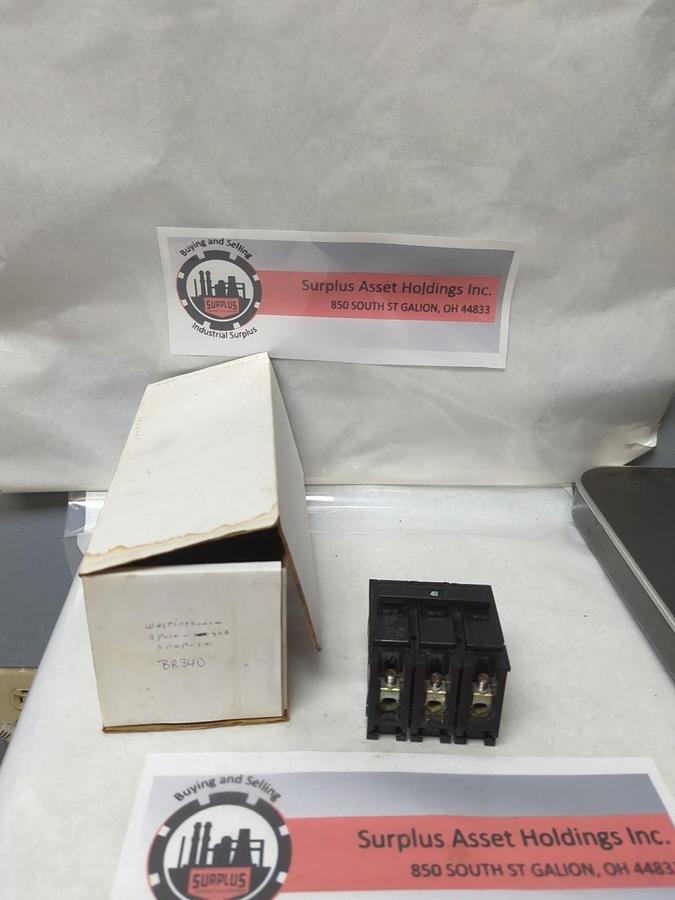 Buying and Selling
SURPLUS
Industrial Surplus
Surplus Asset Holdings Inc.
850 SOUTH ST GALION, OH 44833
40
Westinghouse
3 pole - 40A
Snap-in
BR340
Buying and Selling
SURPLUS
Surplus Asset Holdings Inc.
850 SOUTH ST GALION, OH 4483